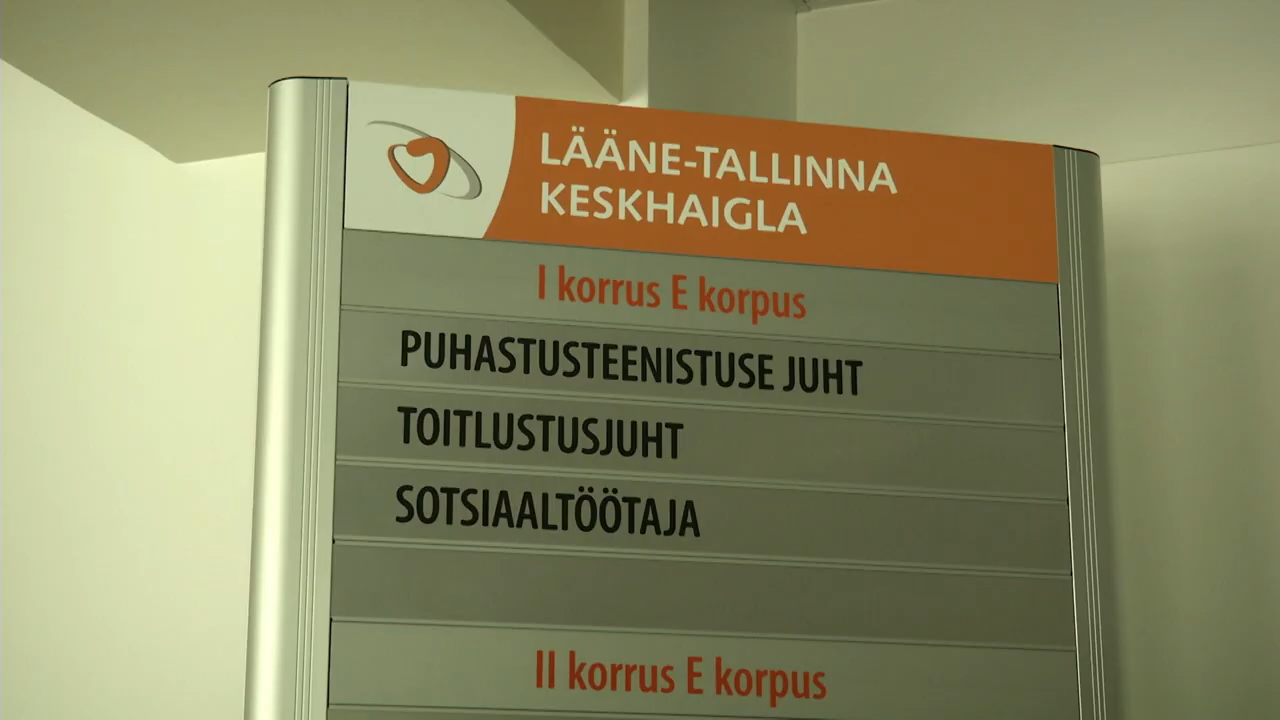 LÄÄNE-TALLINNA
KESKHAIGLA
I korrus E korpus
PUHASTUSTEENISTUSE JUHT
TOITLUSTUSJUHT
SOTSIAALTÖÖTAJA
II korrus E korpus